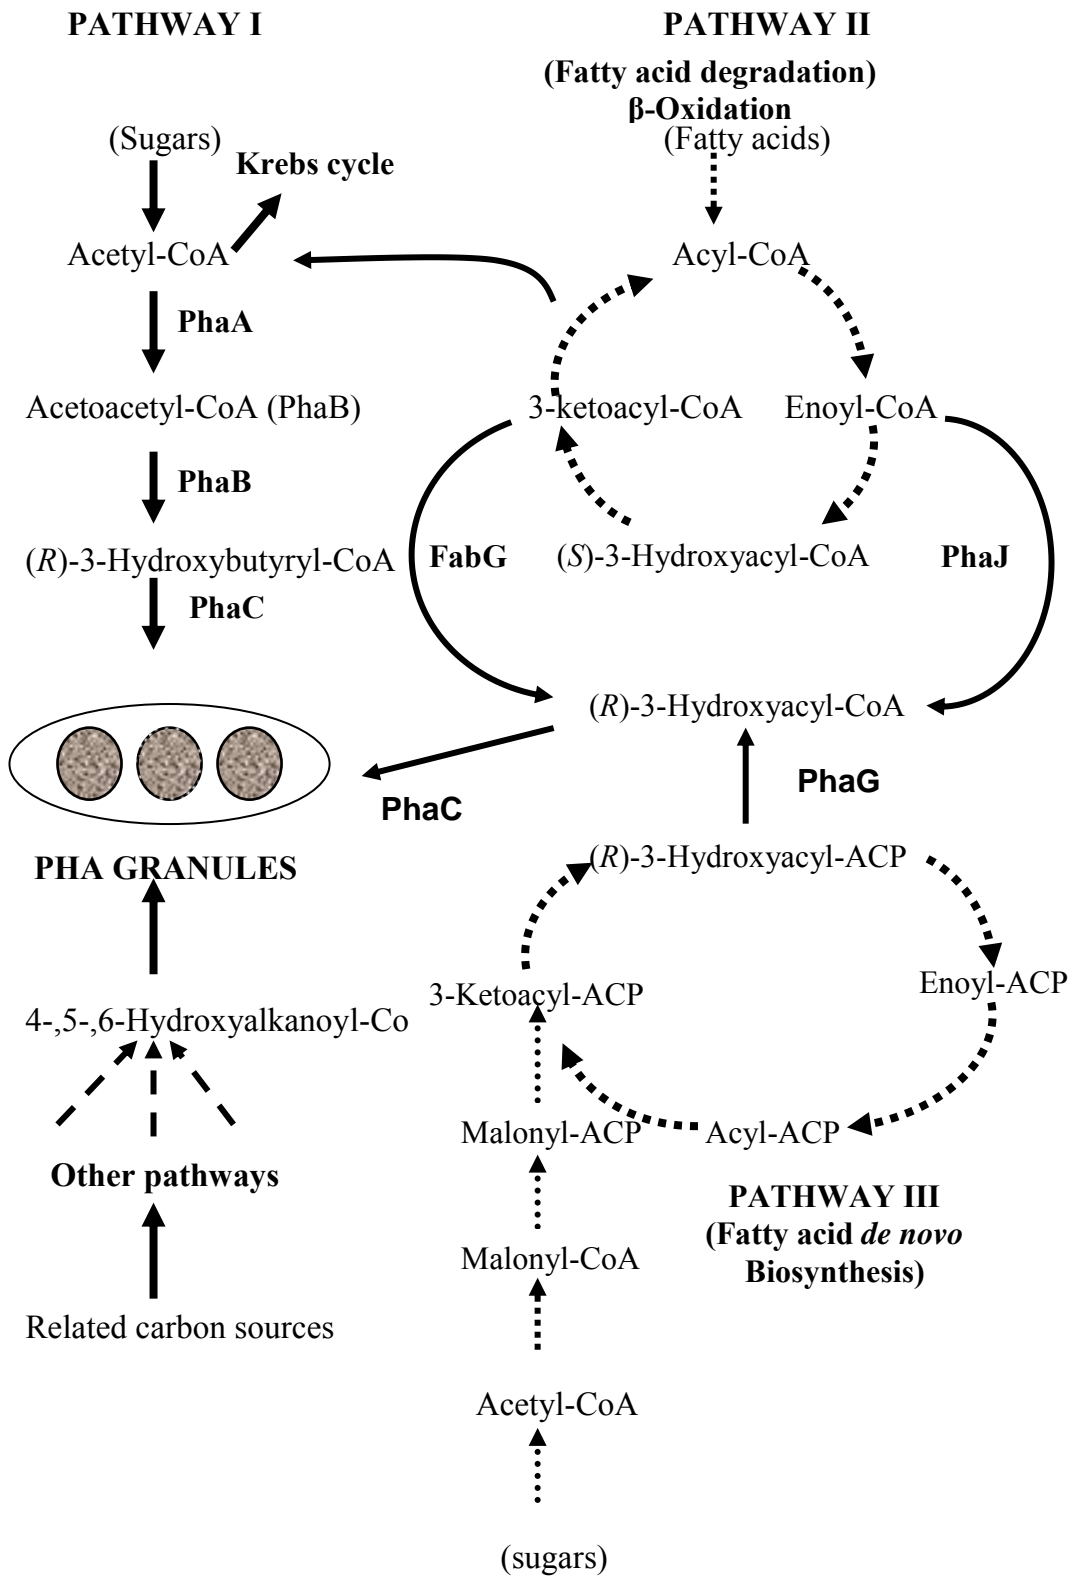 PATHWAY I
(Sugars)
Krebs cycle
Acetyl-CoA
PhaA
Acetoacetyl-CoA (PhaB)
PhaB
(R)-3-Hydroxybutyryl-CoA
PhaC
PHA GRANULES
4-,5-,6-Hydroxyalkanoyl-Co
Other pathways
Related carbon sources
PATHWAY II
(Fatty acid degradation)
β-Oxidation
(Fatty acids)
Acyl-CoA
3-ketoacyl-CoA
Enoyl-CoA
FabG
(S)-3-Hydroxyacyl-CoA
PhaJ
(R)-3-Hydroxyacyl-CoA
PhaC
PhaG
(R)-3-Hydroxyacyl-ACP
Enoyl-ACP
3-Ketoacyl-ACP
Malonyl-ACP
Acyl-ACP
PATHWAY III
(Fatty acid de novo
Biosynthesis)
Malonyl-CoA
Acetyl-CoA
(sugars)